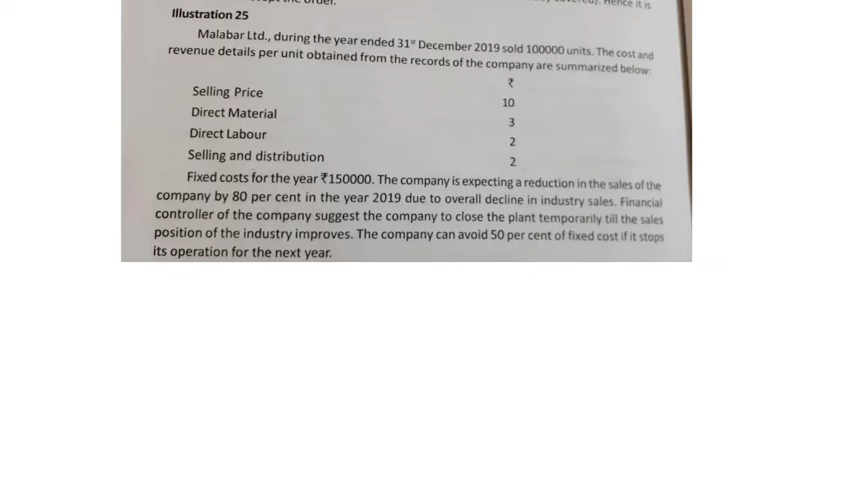 the order.
Hence it is
Illustration 25
Malabar Ltd., during the year ended 31st December 2019 sold 100000 units. The cost and
revenue details per unit obtained from the records of the company are summarized below:
₹
Selling Price 10
Direct Material 3
Direct Labour 2
Selling and distribution 2
Fixed costs for the year ₹150000. The company is expecting a reduction in the sales of the
company by 80 per cent in the year 2019 due to overall decline in industry sales. Financial
controller of the company suggest the company to close the plant temporarily till the sales
position of the industry improves. The company can avoid 50 per cent of fixed cost if it stops
its operation for the next year.